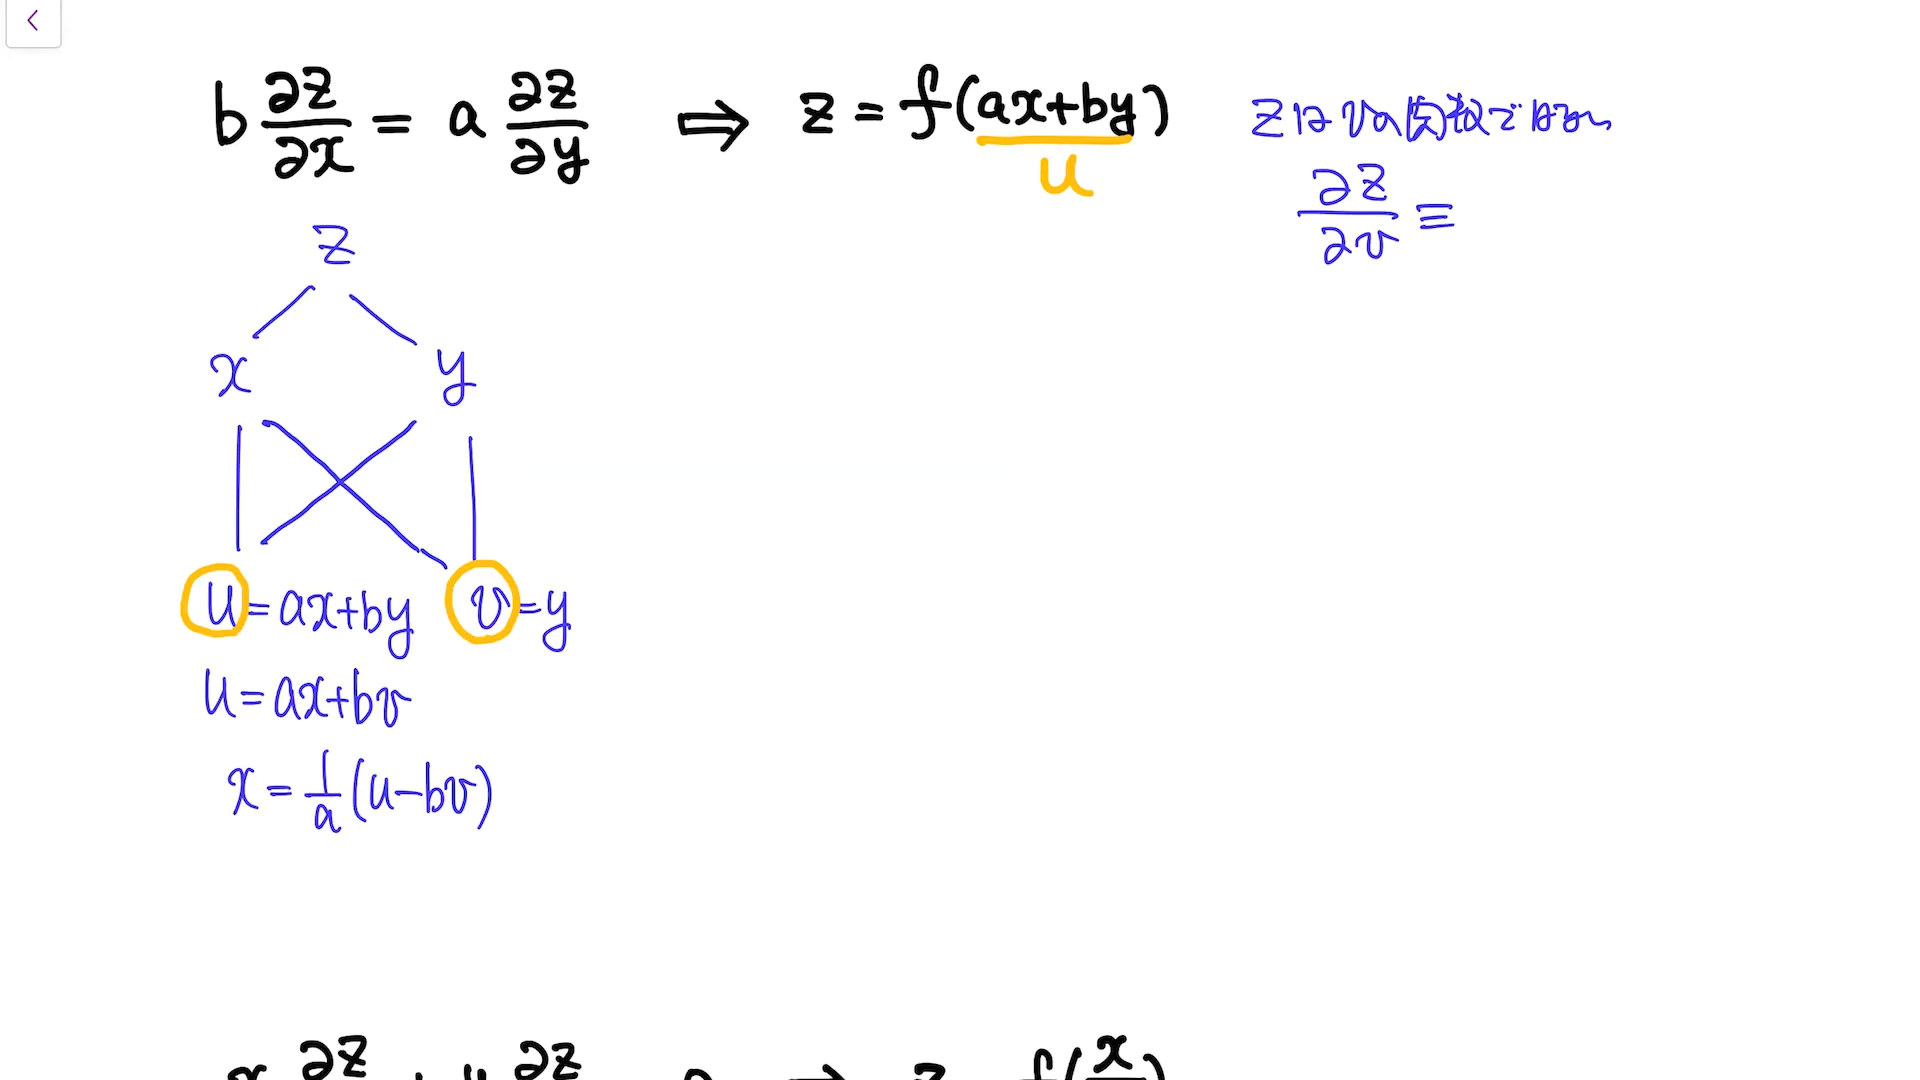 b ∂z/∂x = a ∂z/∂y ⇒ z = f(ax+by)
u
zはvの関数ではない
∂z/∂v ≡
z
x y
u=ax+by v=y
u=ax+bv
x=1/a(u-bv)
x ∂z + y ∂z ⇒ z f(x